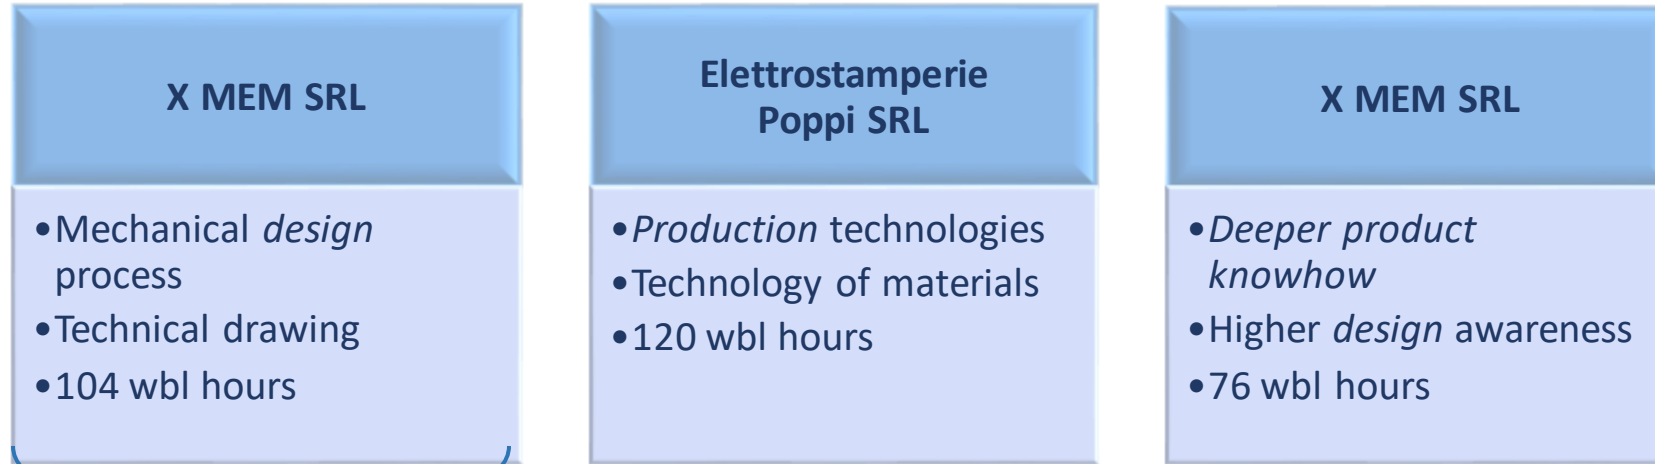 X MEM SRL
•Mechanical design
process
•Technical drawing
•104 wbl hours
Elettrostamperie
Poppi SRL
•Production technologies
•Technology of materials
•120 wbl hours
X MEM SRL
•Deeper product
knowhow
•Higher design awareness
•76 wbl hours